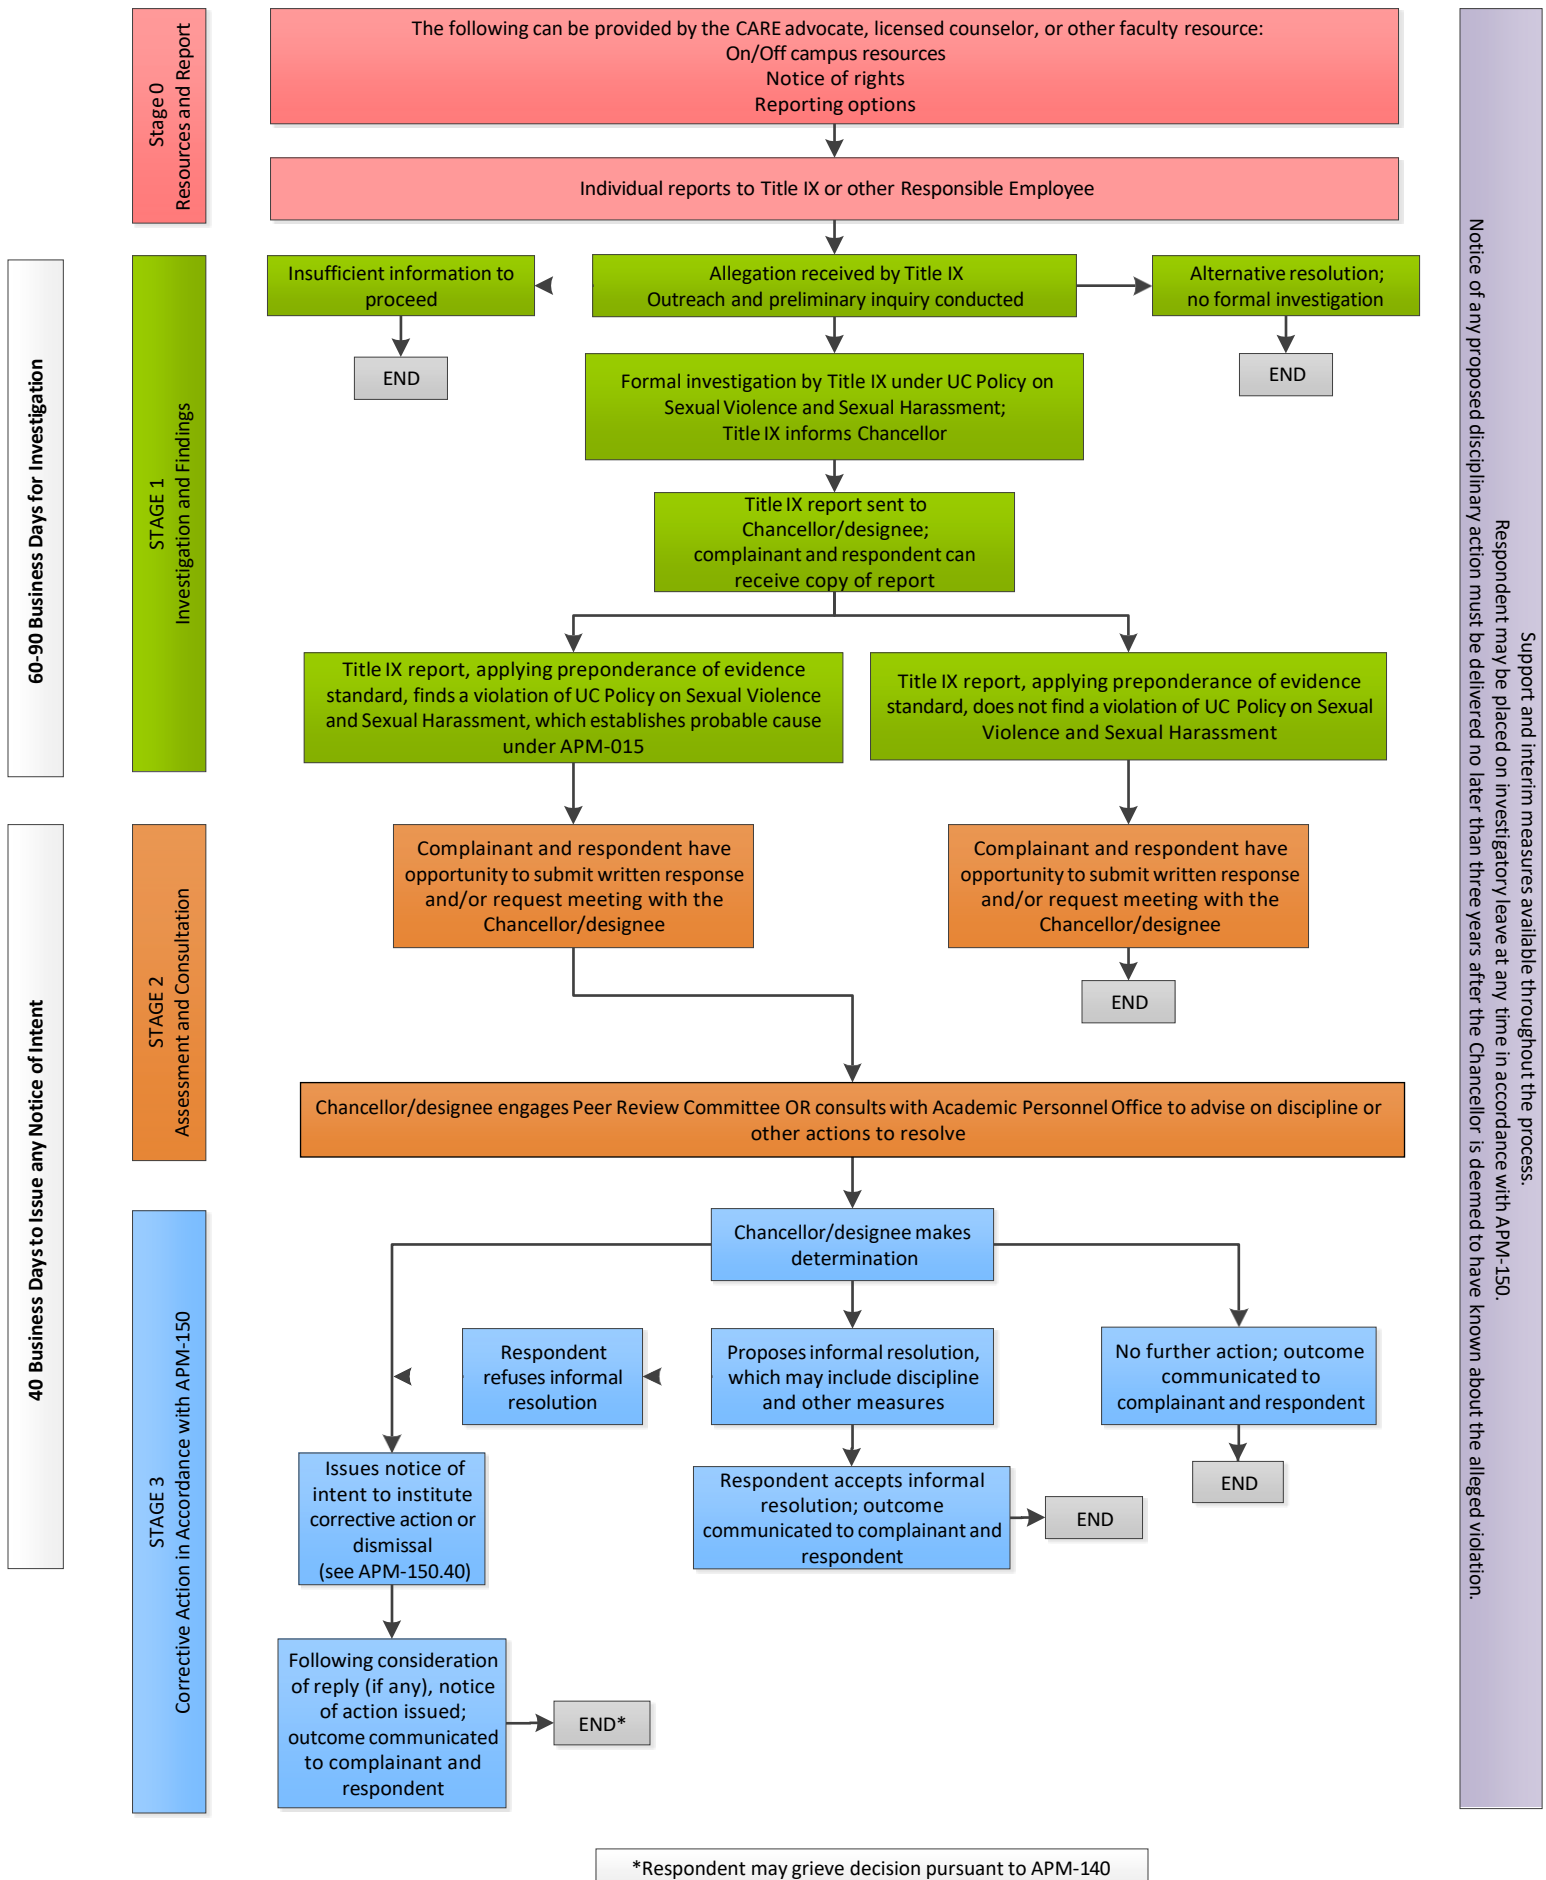 Stage 0
Resources and Report
The following can be provided by the CARE advocate, licensed counselor, or other faculty resource:
On/Off campus resources
Notice of rights
Reporting options
Individual reports to Title IX or other Responsible Employee
60-90 Business Days for Investigation
STAGE 1
Investigation and Findings
Insufficient information to
proceed
END
Allegation received by Title IX
Outreach and preliminary inquiry conducted
Alternative resolution;
no formal investigation
END
Formal investigation by Title IX under UC Policy on
Sexual Violence and Sexual Harassment;
Title IX informs Chancellor
Title IX report sent to
Chancellor/designee;
complainant and respondent can
receive copy of report
Title IX report, applying preponderance of evidence
standard, finds a violation of UC Policy on Sexual Violence
and Sexual Harassment, which establishes probable cause
under APM-015
Title IX report, applying preponderance of evidence
standard, does not find a violation of UC Policy on Sexual
Violence and Sexual Harassment
40 Business Days to Issue any Notice of Intent
STAGE 2
Assessment and Consultation
Complainant and respondent have
opportunity to submit written response
and/or request meeting with the
Chancellor/designee
Complainant and respondent have
opportunity to submit written response
and/or request meeting with the
Chancellor/designee
END
Chancellor/designee engages Peer Review Committee OR consults with Academic Personnel Office to advise on discipline or
other actions to resolve
STAGE 3
Corrective Action in Accordance with APM-150
Chancellor/designee makes
determination
Respondent
refuses informal
resolution
Proposes informal resolution,
which may include discipline
and other measures
No further action; outcome
communicated to
complainant and respondent
END
Issues notice of
intent to institute
corrective action or
dismissal
(see APM-150.40)
Respondent accepts informal
resolution; outcome
communicated to complainant and
respondent
END
Following consideration
of reply (if any), notice
of action issued;
outcome communicated
to complainant and
respondent
END*
Support and interim measures available throughout the process.
Respondent may be placed on investigatory leave at any time in accordance with APM-150.
Notice of any proposed disciplinary action must be delivered no later than three years after the Chancellor is deemed to have known about the alleged violation.
*Respondent may grieve decision pursuant to APM-140